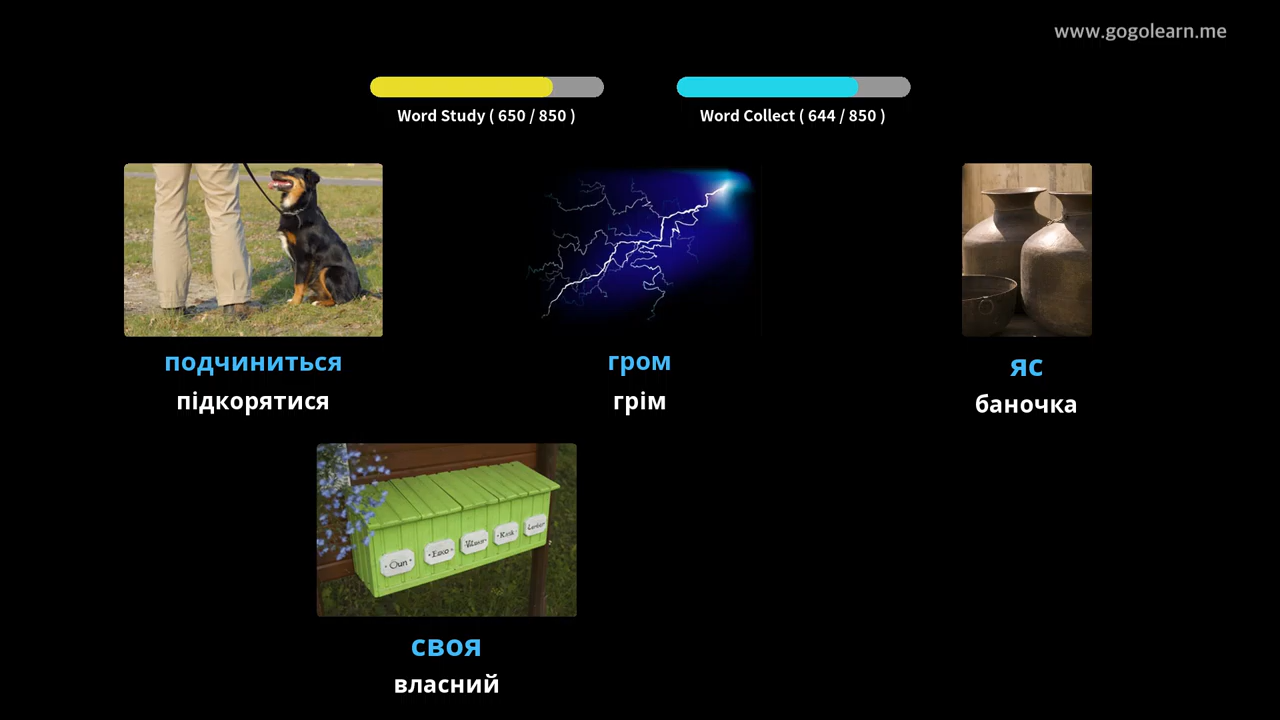 www.gogolearn.me
Word Study ( 650 / 850 )
Word Collect ( 644 / 850 )
подчиниться
підкорятися
гром
грім
яс
баночка
своя
власний